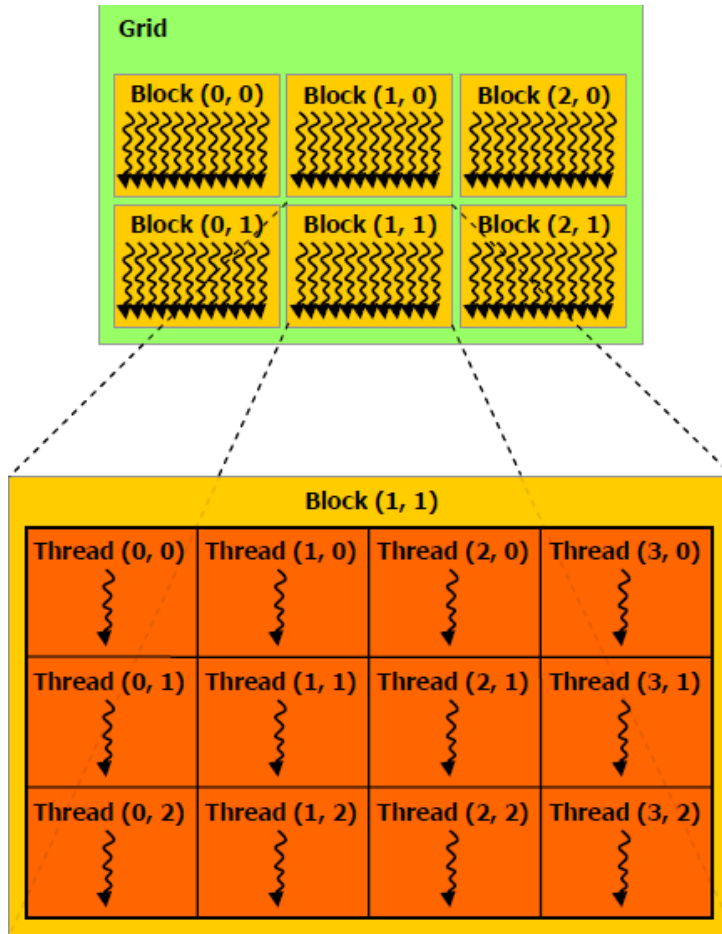 Grid
Block (0, 0) Block (1, 0) Block (2, 0)
Block (0, 1) Block (1, 1) Block (2, 1)
Block (1, 1)
Thread (0, 0) Thread (1, 0) Thread (2, 0) Thread (3, 0)
Thread (0, 1) Thread (1, 1) Thread (2, 1) Thread (3, 1)
Thread (0, 2) Thread (1, 2) Thread (2, 2) Thread (3, 2)